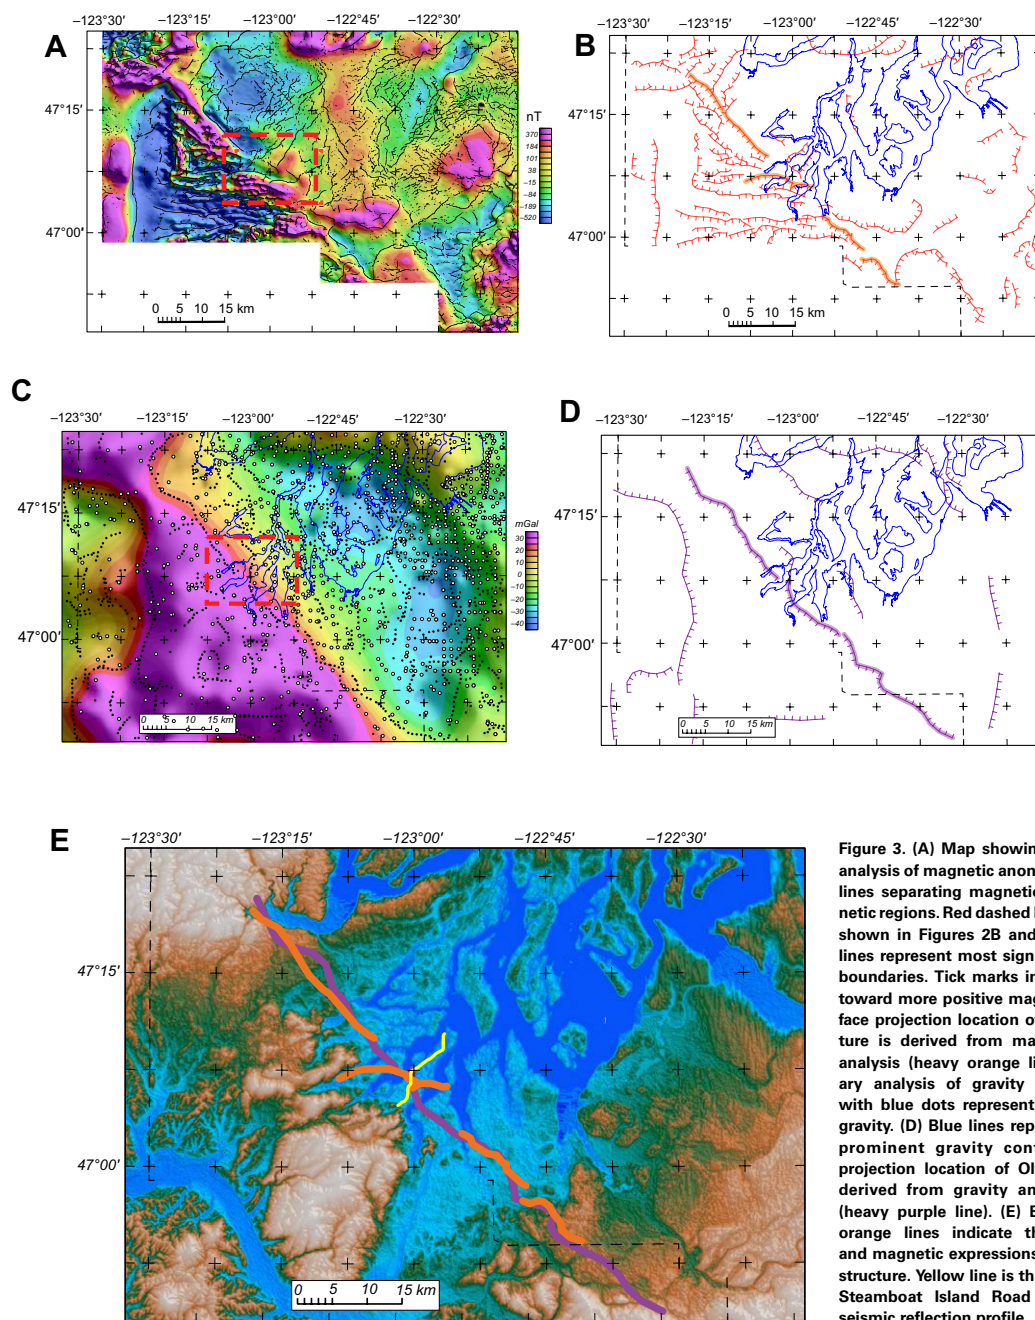 A
−123°30′ −123°15′ −123°00′ −122°45′ −122°30′
47°15′
47°00′
nT
370
184
101
38
−15
−84
−189
−520
0 5 10 15 km
B
−123°30′ −123°15′ −123°00′ −122°45′ −122°30′
47°15′
47°00′
0 5 10 15 km
C
−123°30′ −123°15′ −123°00′ −122°45′ −122°30′
47°15′
47°00′
mGal
30
20
10
0
−10
−20
−30
−40
0 5 10 15 km
D
−123°30′ −123°15′ −123°00′ −122°45′ −122°30′
47°15′
47°00′
0 5 10 15 km
E
−123°30′ −123°15′ −123°00′ −122°45′ −122°30′
47°15′
47°00′
0 5 10 15 km
Figure 3. (A) Map showin
analysis of magnetic anom
lines separating magnetic
netic regions. Red dashed l
shown in Figures 2B and
lines represent most sign
boundaries. Tick marks in
toward more positive mag
face projection location o
ture is derived from ma
analysis (heavy orange li
ary analysis of gravity
with blue dots represent
gravity. (D) Blue lines rep
prominent gravity cont
projection location of Ol
derived from gravity an
(heavy purple line). (E) E
orange lines indicate th
and magnetic expressions
structure. Yellow line is th
Steamboat Island Road
seismic reflection profile